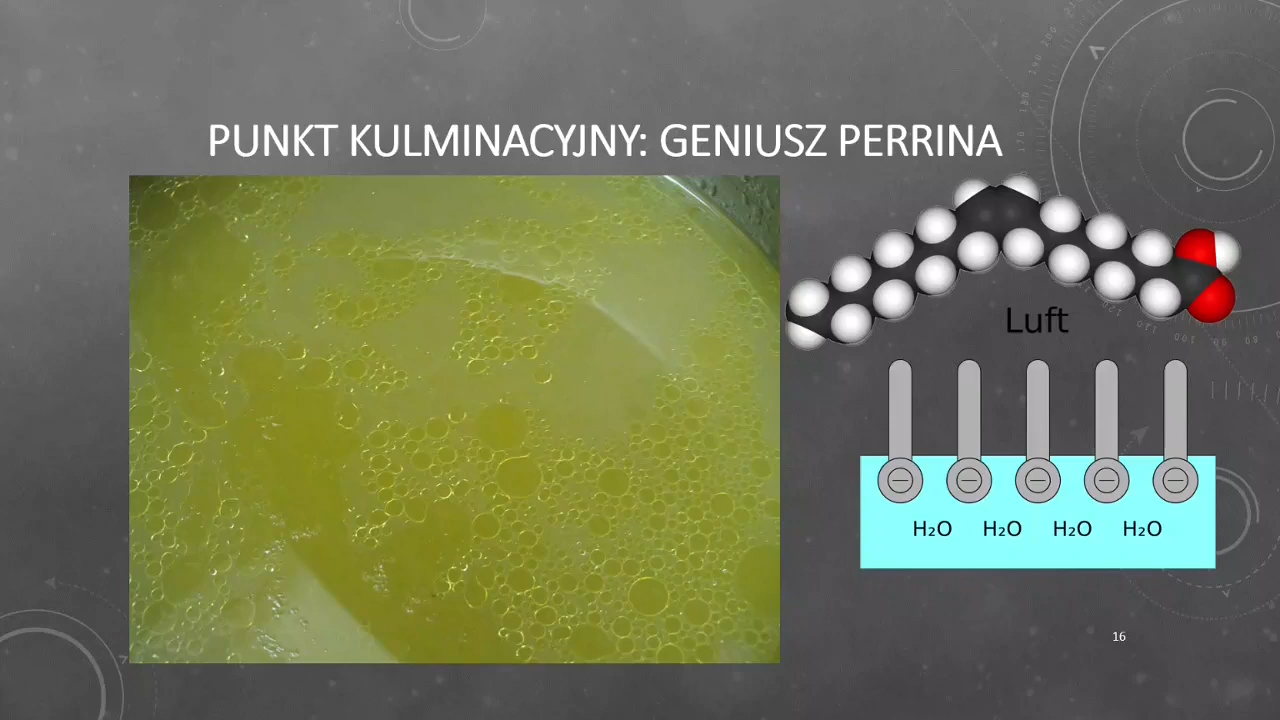 PUNKT KULMINACYJNY: GENIUSZ PERRINA
Luft
H₂O H₂O H₂O H₂O
16